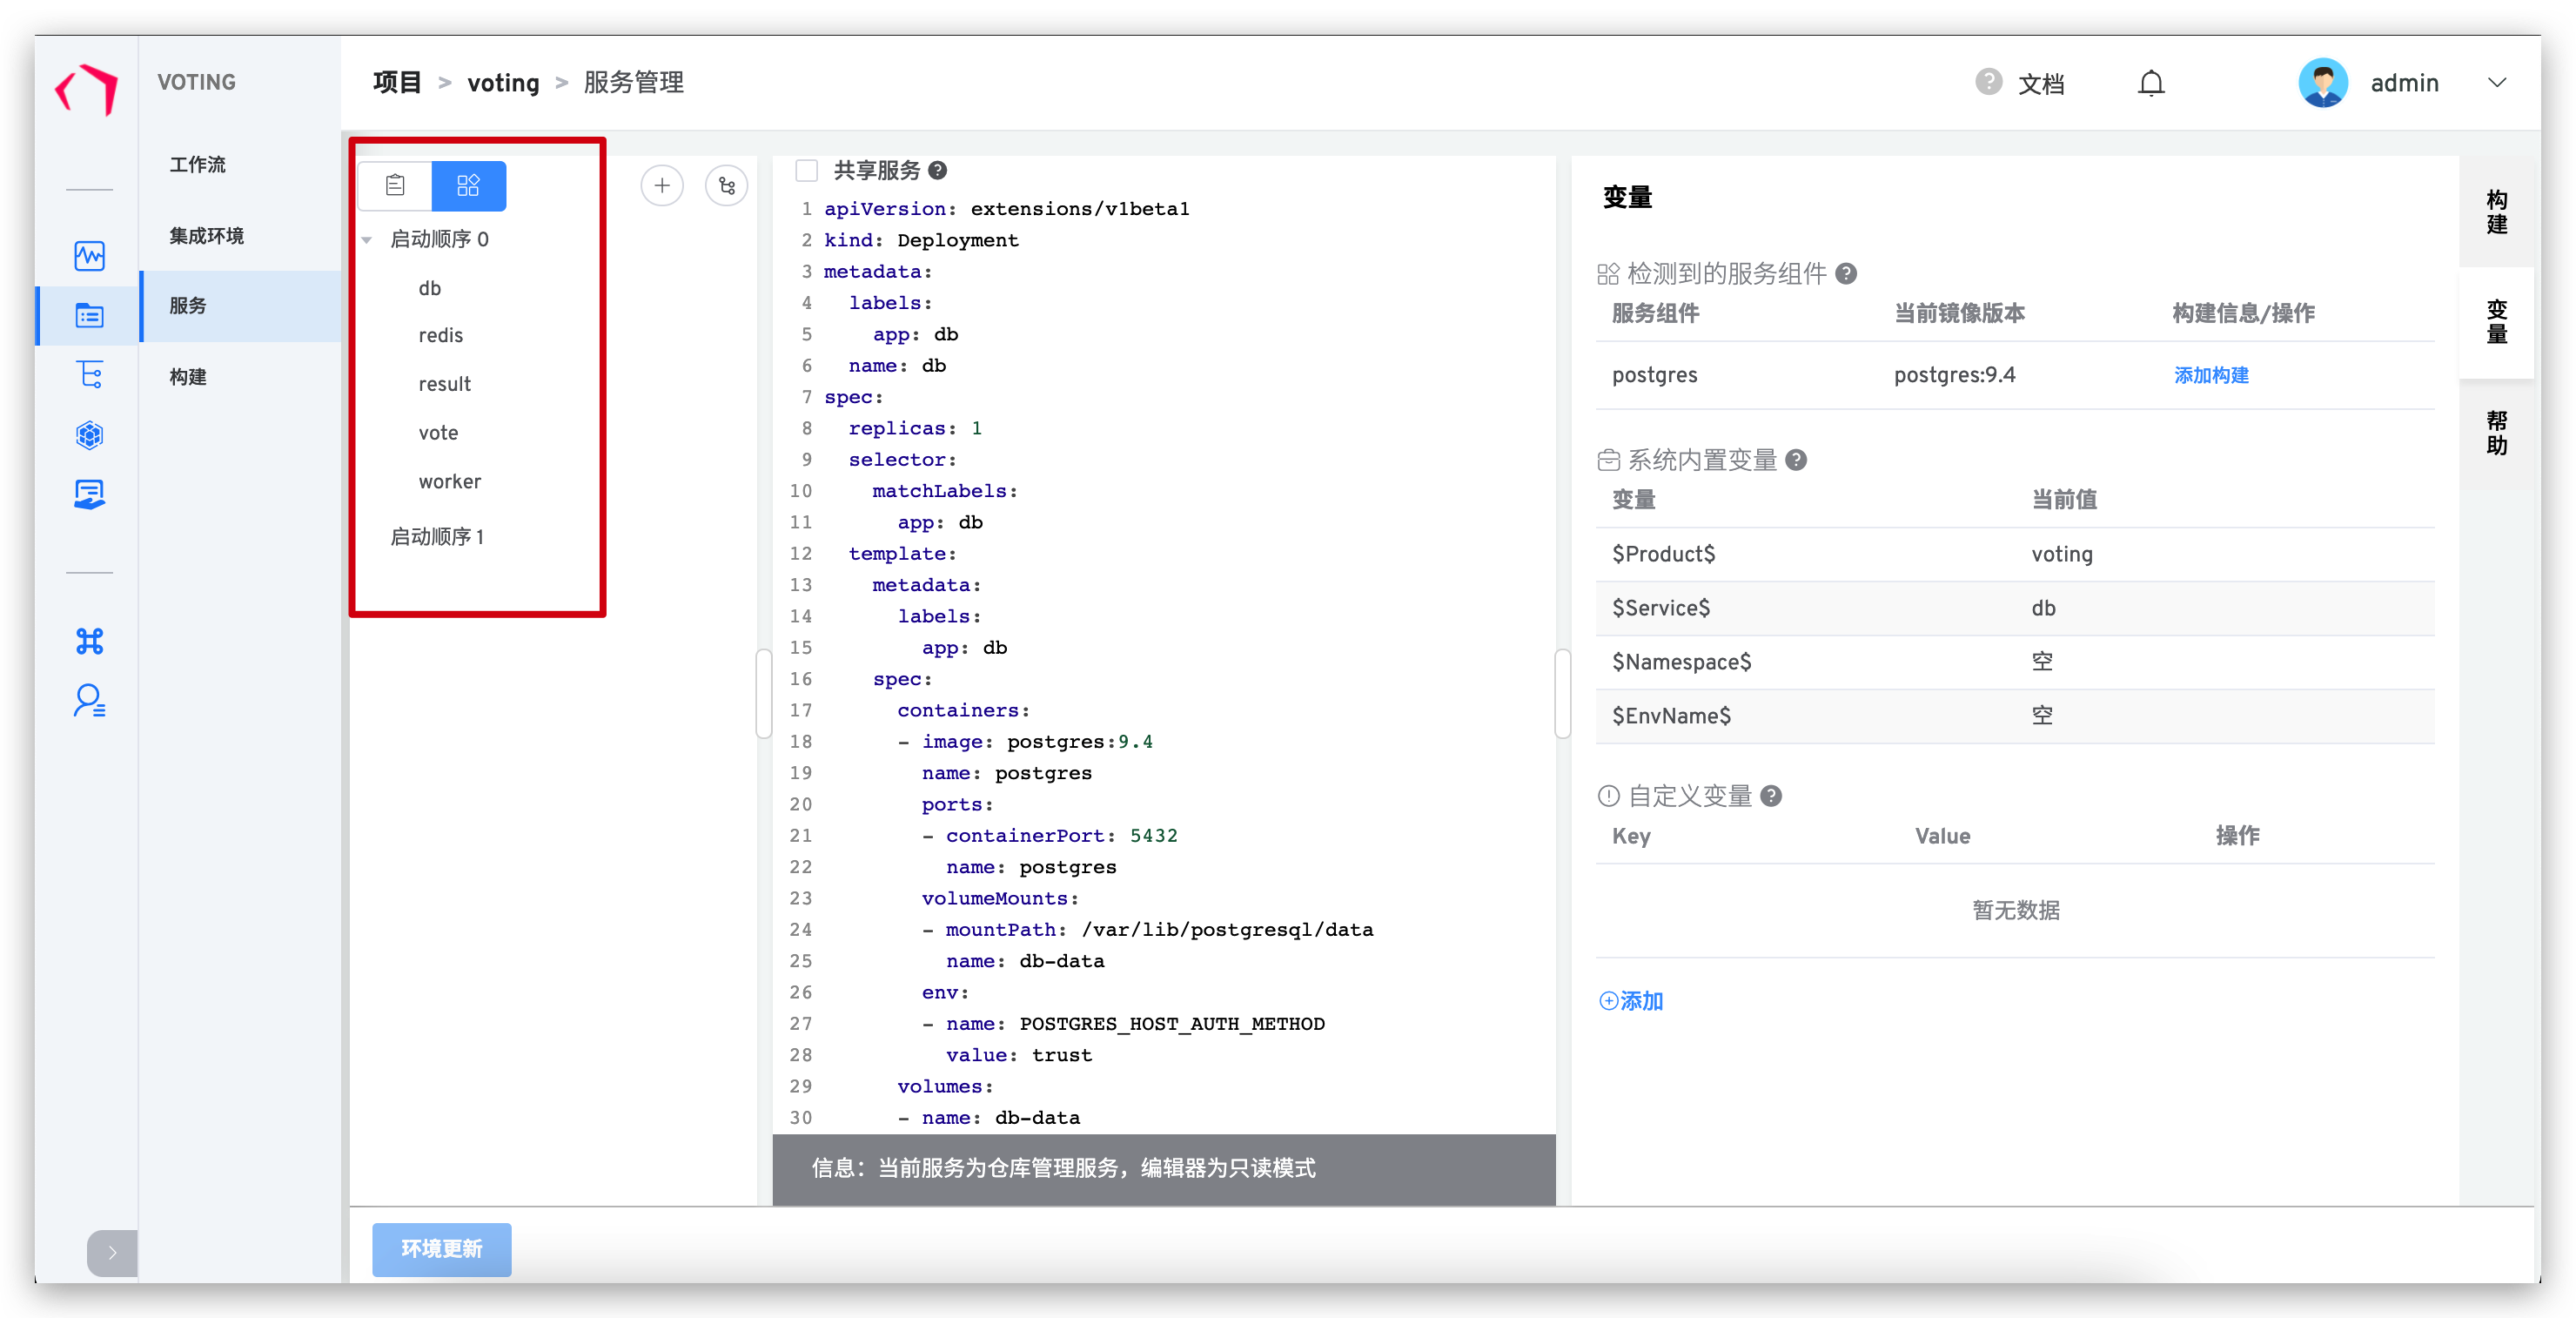 VOTING
工作流
集成环境
服务
构建
项目 > voting > 服务管理
文档
admin
启动顺序 0
db
redis
result
vote
worker
启动顺序 1
共享服务
1 apiVersion: extensions/v1beta1
2 kind: Deployment
3 metadata:
4 labels:
5 app: db
6 name: db
7 spec:
8 replicas: 1
9 selector:
10 matchLabels:
11 app: db
12 template:
13 metadata:
14 labels:
15 app: db
16 spec:
17 containers:
18 - image: postgres:9.4
19 name: postgres
20 ports:
21 - containerPort: 5432
22 name: postgres
23 volumeMounts:
24 - mountPath: /var/lib/postgresql/data
25 name: db-data
26 env:
27 - name: POSTGRES_HOST_AUTH_METHOD
28 value: trust
29 volumes:
30 - name: db-data
信息：当前服务为仓库管理服务，编辑器为只读模式
变量
检测到的服务组件
服务组件 当前镜像版本 构建信息/操作
postgres postgres:9.4 添加构建
系统内置变量
变量 当前值
$Product$ voting
$Service$ db
$Namespace$ 空
$EnvName$ 空
自定义变量
Key Value 操作
暂无数据
添加
构建
变量
帮助
环境更新